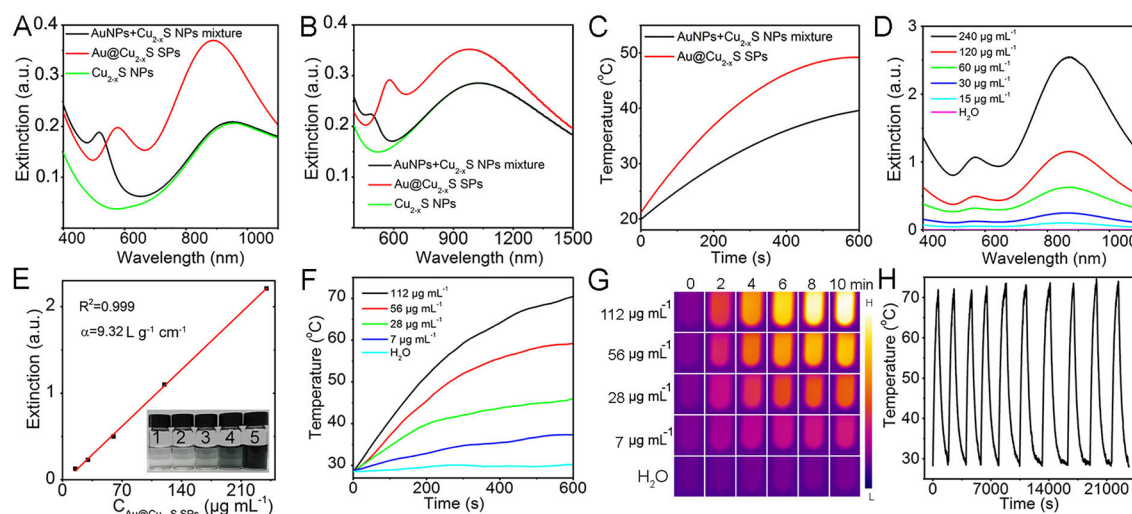 A
Extinction (a.u.)
0.4
0.3
0.2
0.1
AuNPs+Cu2-xS NPs mixture
Au@Cu2-xS SPs
Cu2-xS NPs
400 600 800 1000
Wavelength (nm)
B
Extinction (a.u.)
0.4
0.3
0.2
0.1
AuNPs+Cu2-xS NPs mixture
Au@Cu2-xS SPs
Cu2-xS NPs
600 900 1200 1500
Wavelength (nm)
C
Temperature (°C)
50
40
30
20
AuNPs+Cu2-xS NPs mixture
Au@Cu2-xS SPs
0 200 400 600
Time (s)
D
Extinction (a.u.)
3
2
1
0
240 µg mL-1
120 µg mL-1
60 µg mL-1
30 µg mL-1
15 µg mL-1
H2O
400 600 800 1000
Wavelength (nm)
E
Extinction (a.u.)
2
1
0
R2=0.999
α=9.32 L g-1 cm-1
1 2 3 4 5
0 70 140 210
CAu@Cu2-xS SPs (µg mL-1)
F
Temperature (°C)
70
60
50
40
30
112 µg mL-1
56 µg mL-1
28 µg mL-1
7 µg mL-1
H2O
0 200 400 600
Time (s)
G
0 2 4 6 8 10 min
112 µg mL-1
56 µg mL-1
28 µg mL-1
7 µg mL-1
H2O
H
L
H
Temperature (°C)
70
60
50
40
30
0 7000 14000 21000
Time (s)